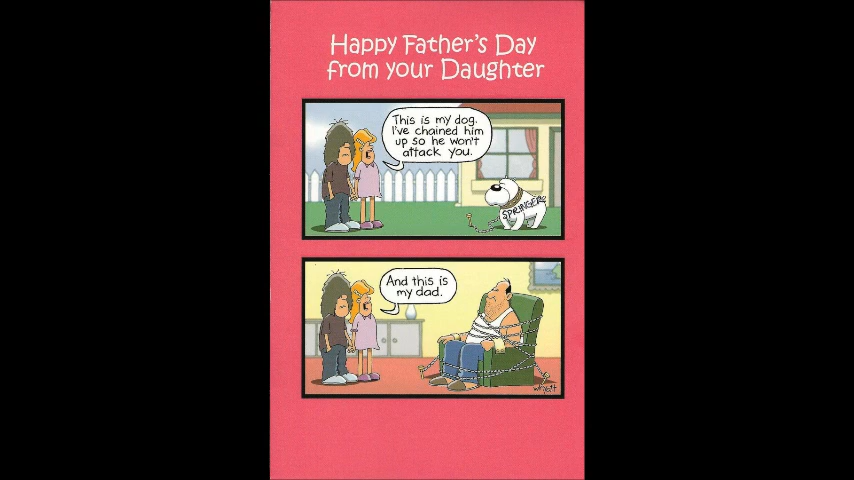 Happy Father's Day
from your Daughter
This is my dog.
I've chained him
up so he won't
attack you.
SPRINGER
And this is
my dad.